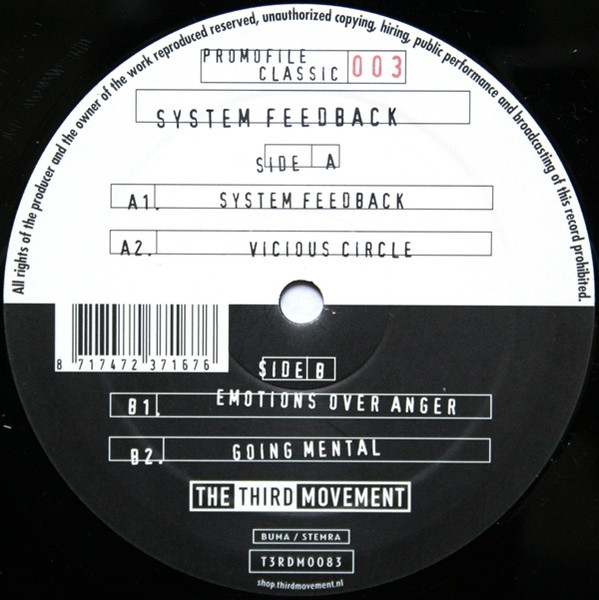 All rights of the producer and the owner of the work reproduced reserved, unauthorized copying, hiring, public performance and broadcasting of this record prohibited.
PROMOFILE
CLASSIC 003
SYSTEM FEEDBACK
SIDE A
A1. SYSTEM FEEDBACK
A2. VICIOUS CIRCLE
8 717472 371676
SIDE B
B1. EMOTIONS OVER ANGER
B2. GOING MENTAL
THE THIRD MOVEMENT
BUMA / STEMRA
T3RDM0083
shop.thirdmovement.nl